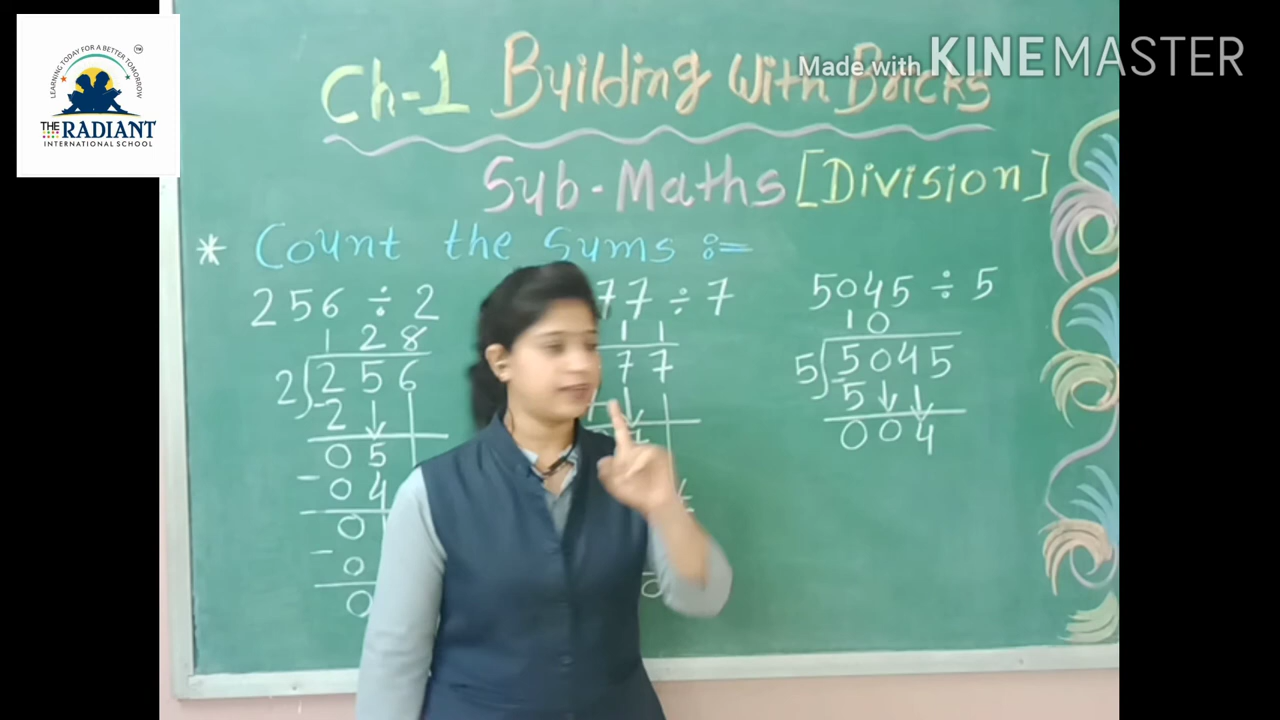 LEARNING TODAY FOR A BETTER TOMORROW
THE RADIANT
INTERNATIONAL SCHOOL
Made with KINEMASTER
Ch-1 Building With Bricks
Sub-Maths [Division]
* Count the Sums :=
256 ÷ 2
128
2 256
- 2
05
- 04
0
- 0
0
77 ÷ 7
11
77
0
5045 ÷ 5
10
5 5045
- 5
004